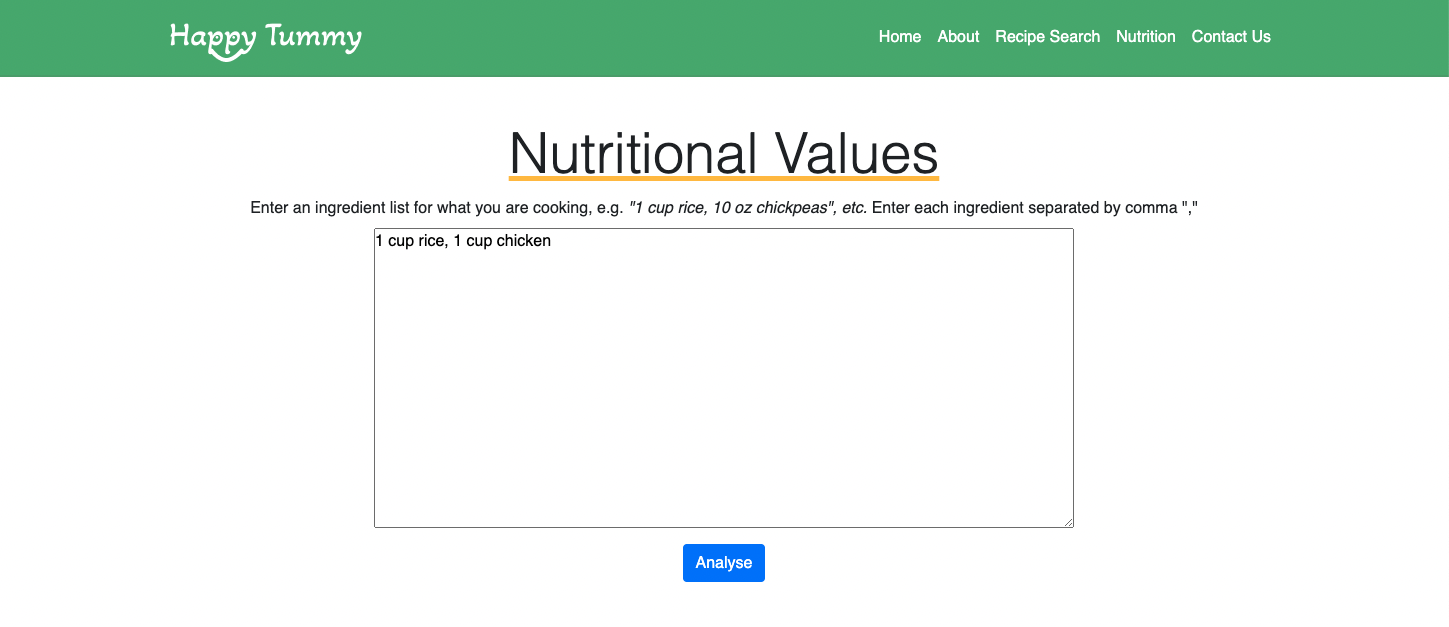 Happy Tummy
Home About Recipe Search Nutrition Contact Us
Nutritional Values
Enter an ingredient list for what you are cooking, e.g. "1 cup rice, 10 oz chickpeas", etc. Enter each ingredient separated by comma ","
1 cup rice, 1 cup chicken
Analyse